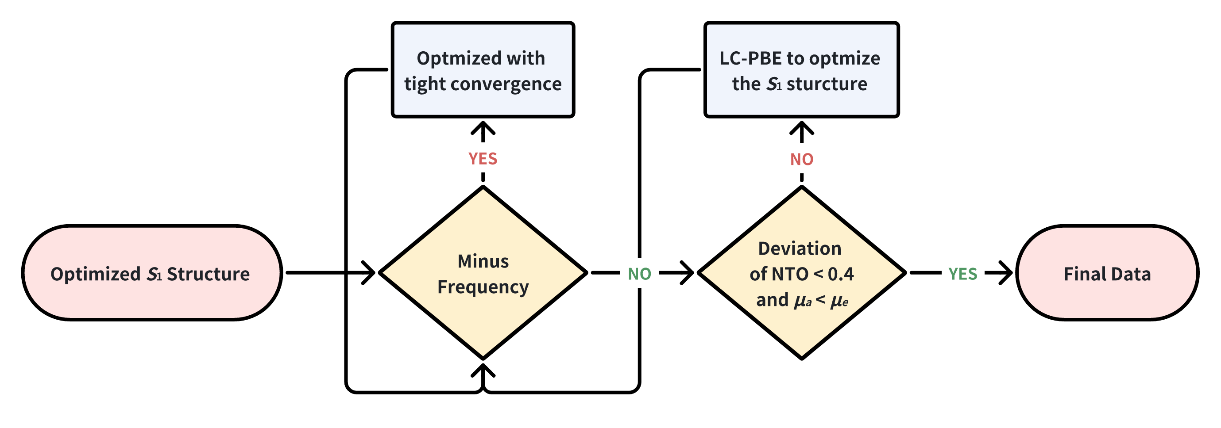 Optmized with
tight convergence
LC-PBE to optmize
the S₁ sturcture
YES
NO
Optimized S₁ Structure
Minus
Frequency
NO
Deviation
of NTO < 0.4
and μₐ < μₑ
YES
Final Data